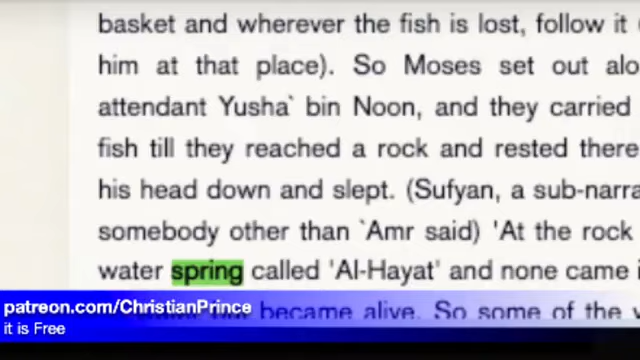 basket and wherever the fish is lost, follow it
him at that place). So Moses set out alo
attendant Yusha` bin Noon, and they carried
fish till they reached a rock and rested there
his head down and slept. (Sufyan, a sub-narra
somebody other than `Amr said) 'At the rock
water spring called 'Al-Hayat' and none came i
became alive. So some of the
patreon.com/ChristianPrince
it is Free